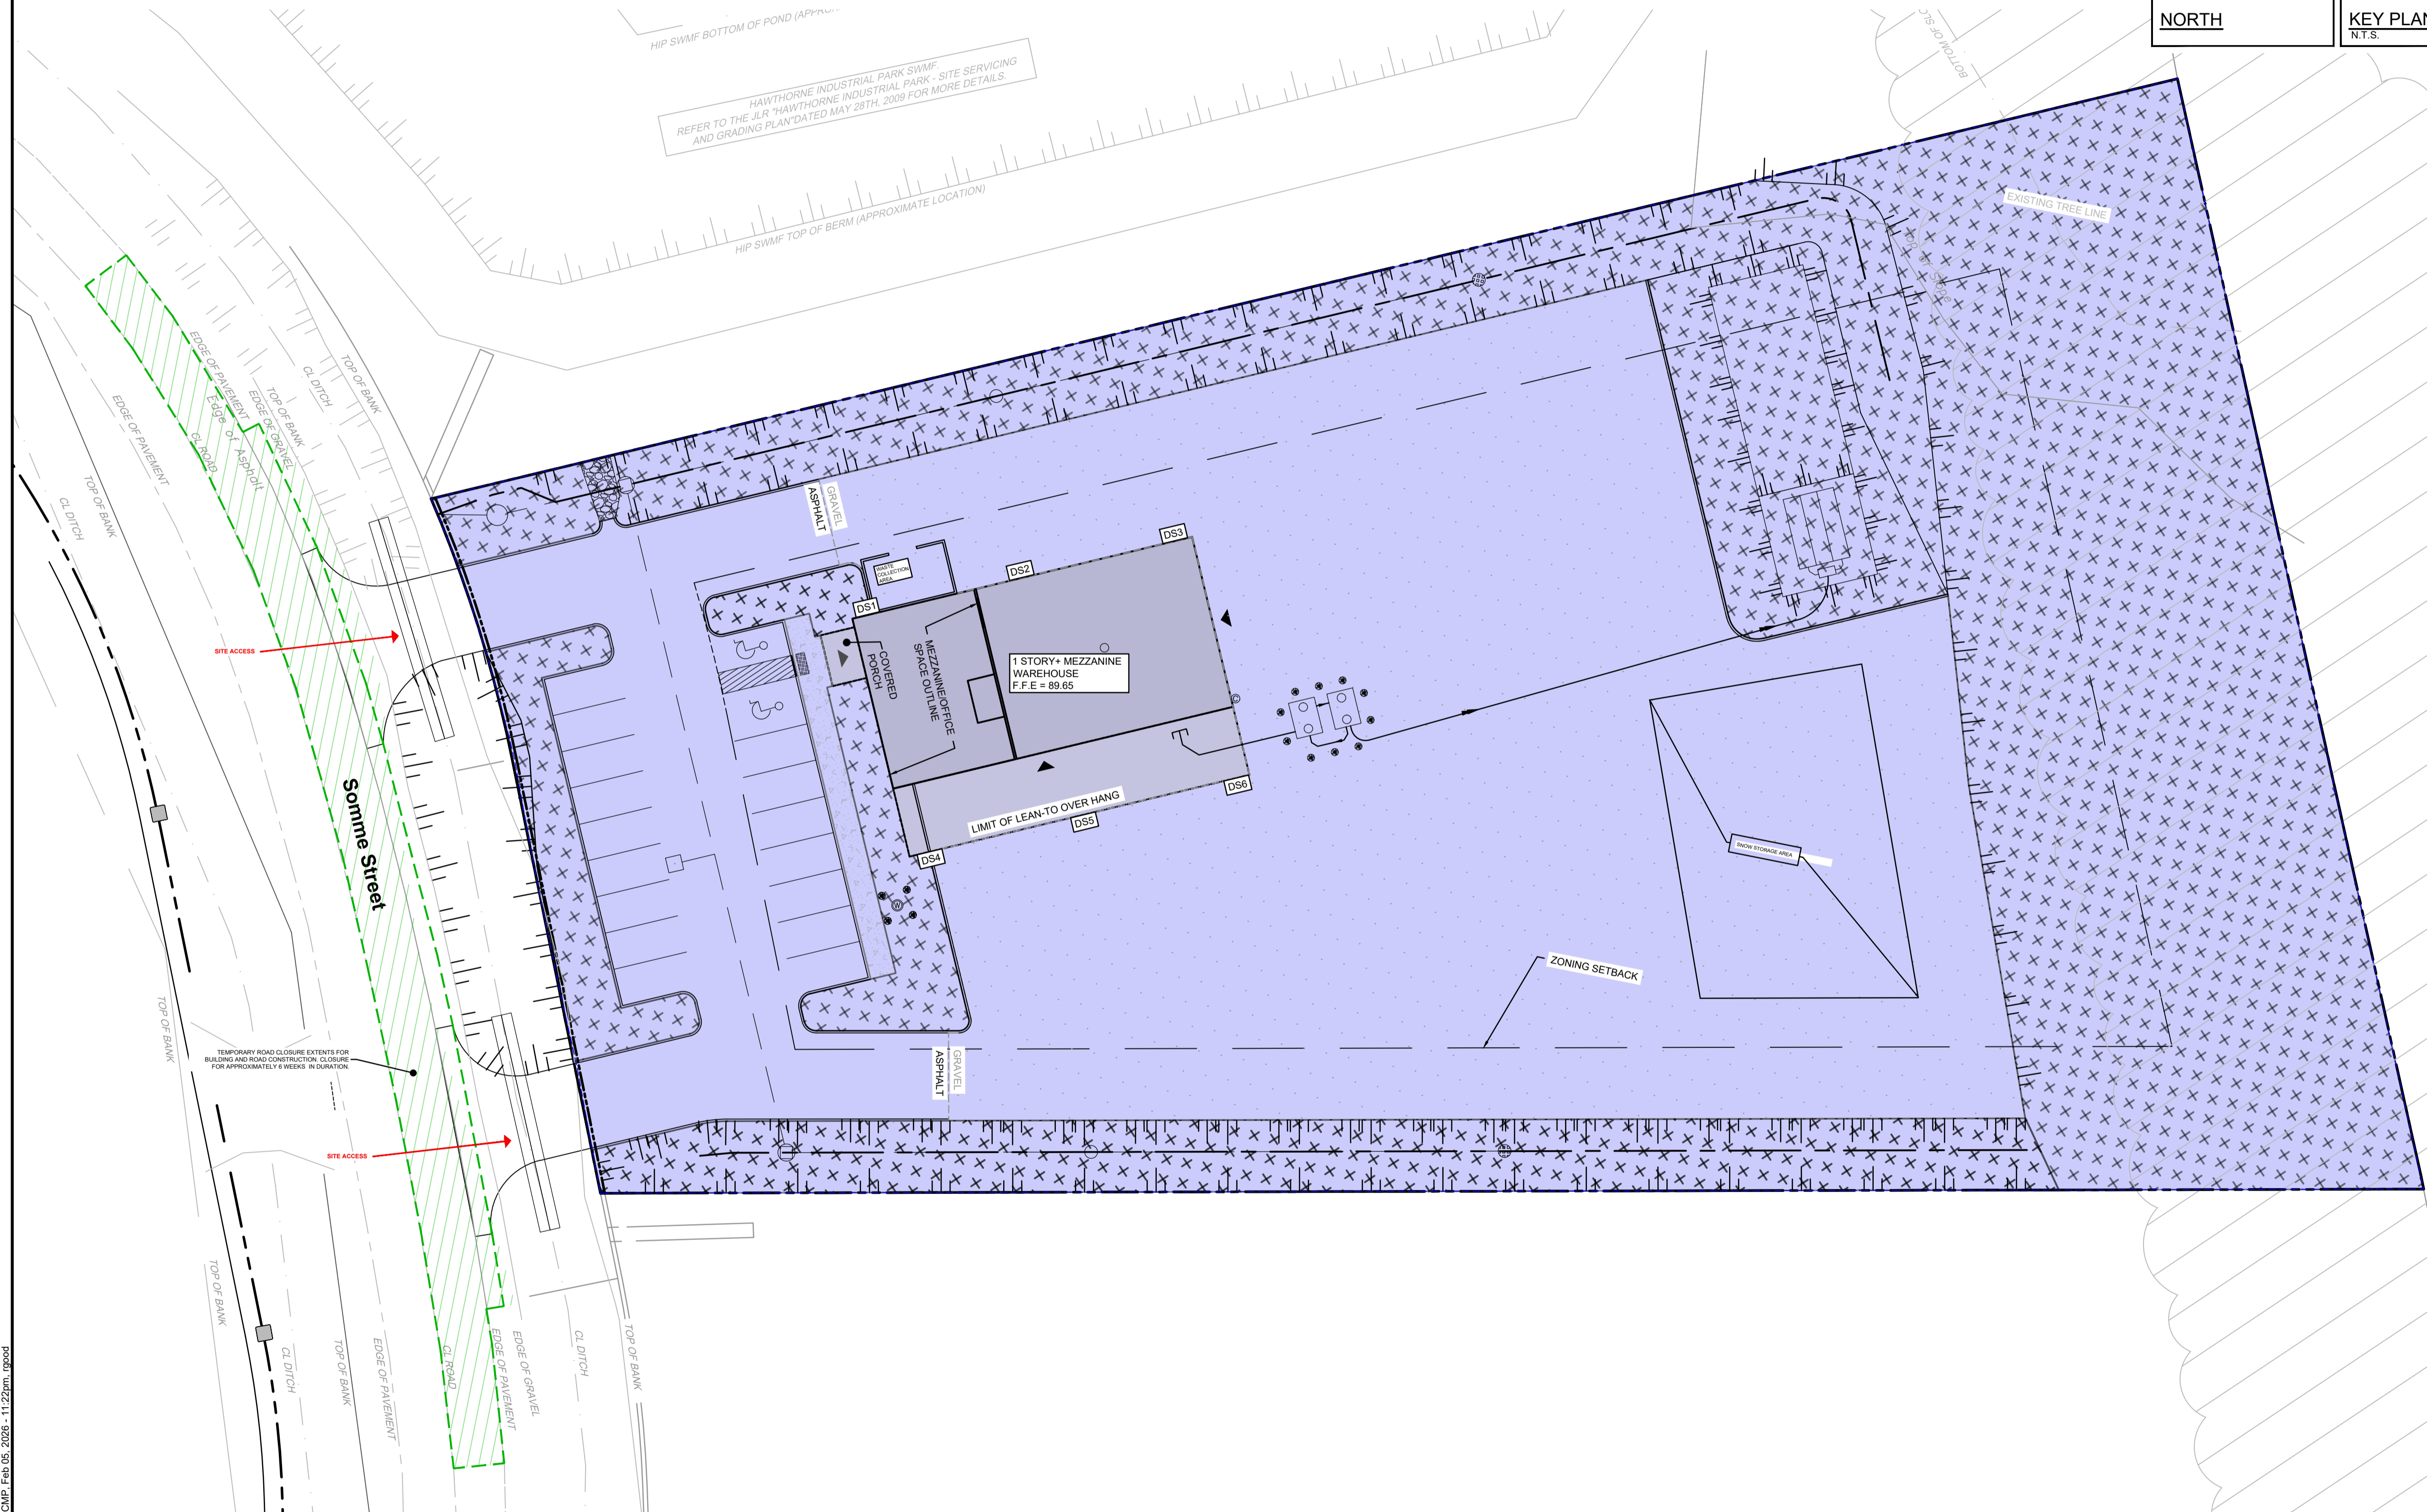 NORTH
KEY PLAN
N.T.S.
HIP SWMF BOTTOM OF POND
HAWTHORNE INDUSTRIAL PARK SWMF.
REFER TO THE JLR "HAWTHORNE INDUSTRIAL PARK - SITE SERVICING
AND GRADING PLAN"DATED MAY 28TH, 2009 FOR MORE DETAILS.
HIP SWMF TOP OF BERM (APPROXIMATE LOCATION)
BOTTOM OF SLO
EXISTING TREE LINE
Top of Slope
EDGE OF PAVEMENT
Edge of Asphalt
EDGE OF GRAVEL
TOP OF BANK
CL DITCH
TOP OF BANK
EDGE OF PAVEMENT
CL ROAD
TOP OF BANK
CL DITCH
ASPHALT
GRAVEL
WASTE
COLLECTION
AREA
DS1
DS2
DS3
SITE ACCESS
COVERED
PORCH
MEZZANINE/OFFICE
SPACE OUTLINE
1 STORY+ MEZZANINE
WAREHOUSE
F.F.E = 89.65
Somme Street
LIMIT OF LEAN-TO OVER HANG
DS4
DS5
DS6
W
SNOW STORAGE AREA
ZONING SETBACK
TOP OF BANK
TEMPORARY ROAD CLOSURE EXTENTS FOR
BUILDING AND ROAD CONSTRUCTION. CLOSURE
FOR APPROXIMATELY 6 WEEKS IN DURATION.
ASPHALT
GRAVEL
SITE ACCESS
TOP OF BANK
CL DITCH
TOP OF BANK
EDGE OF PAVEMENT
CL ROAD
EDGE OF PAVEMENT
EDGE OF GRAVEL
CL DITCH
TOP OF BANK
CMP, Feb 05, 2026 - 11:22pm, rgood